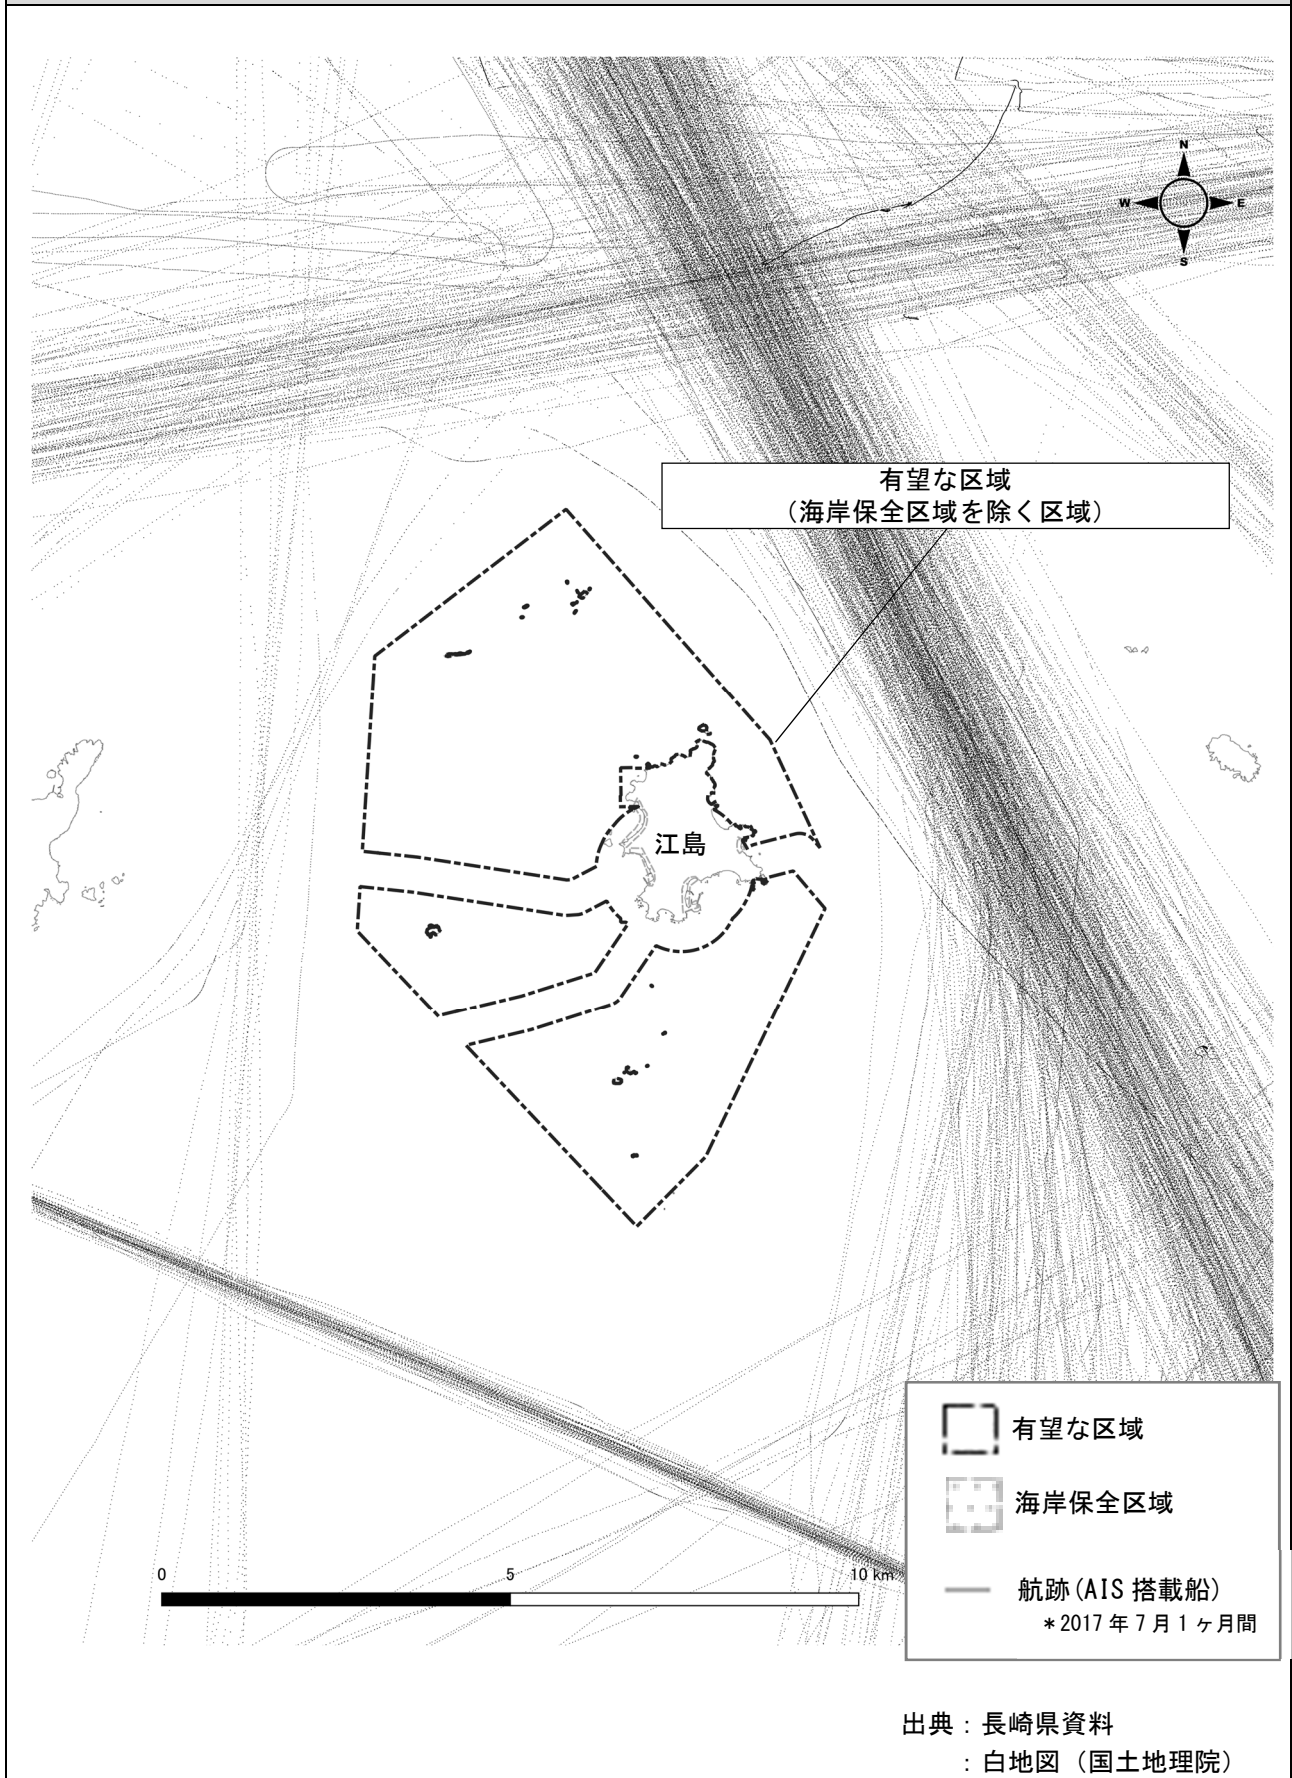 N
W E
S
有望な区域
（海岸保全区域を除く区域）
江島
有望な区域
海岸保全区域
0 5 10 km
航跡(AIS 搭載船)
＊2017 年 7 月 1 ヶ月間
出典：長崎県資料
：白地図（国土地理院）